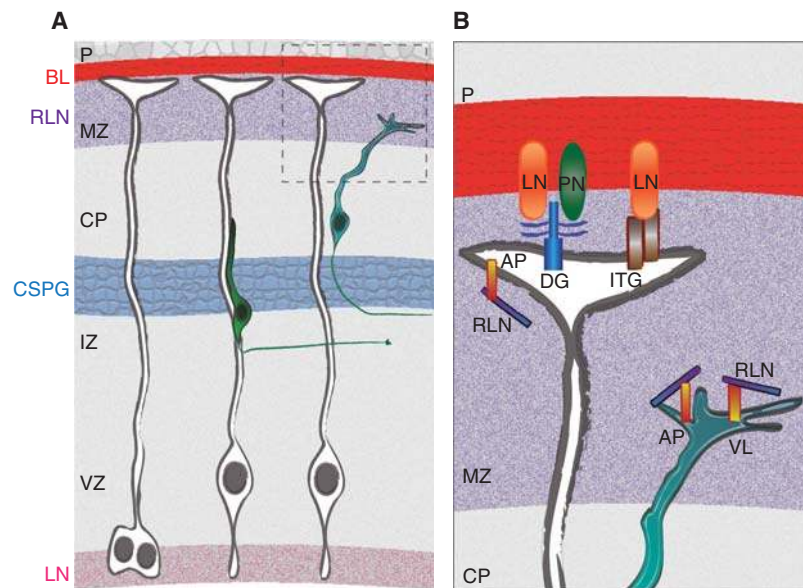 A
P
BL
RLN
MZ
CP
CSPG
IZ
VZ
LN
B
P
LN PN LN
AP
DG ITG
RLN
RLN
AP
VL
MZ
CP